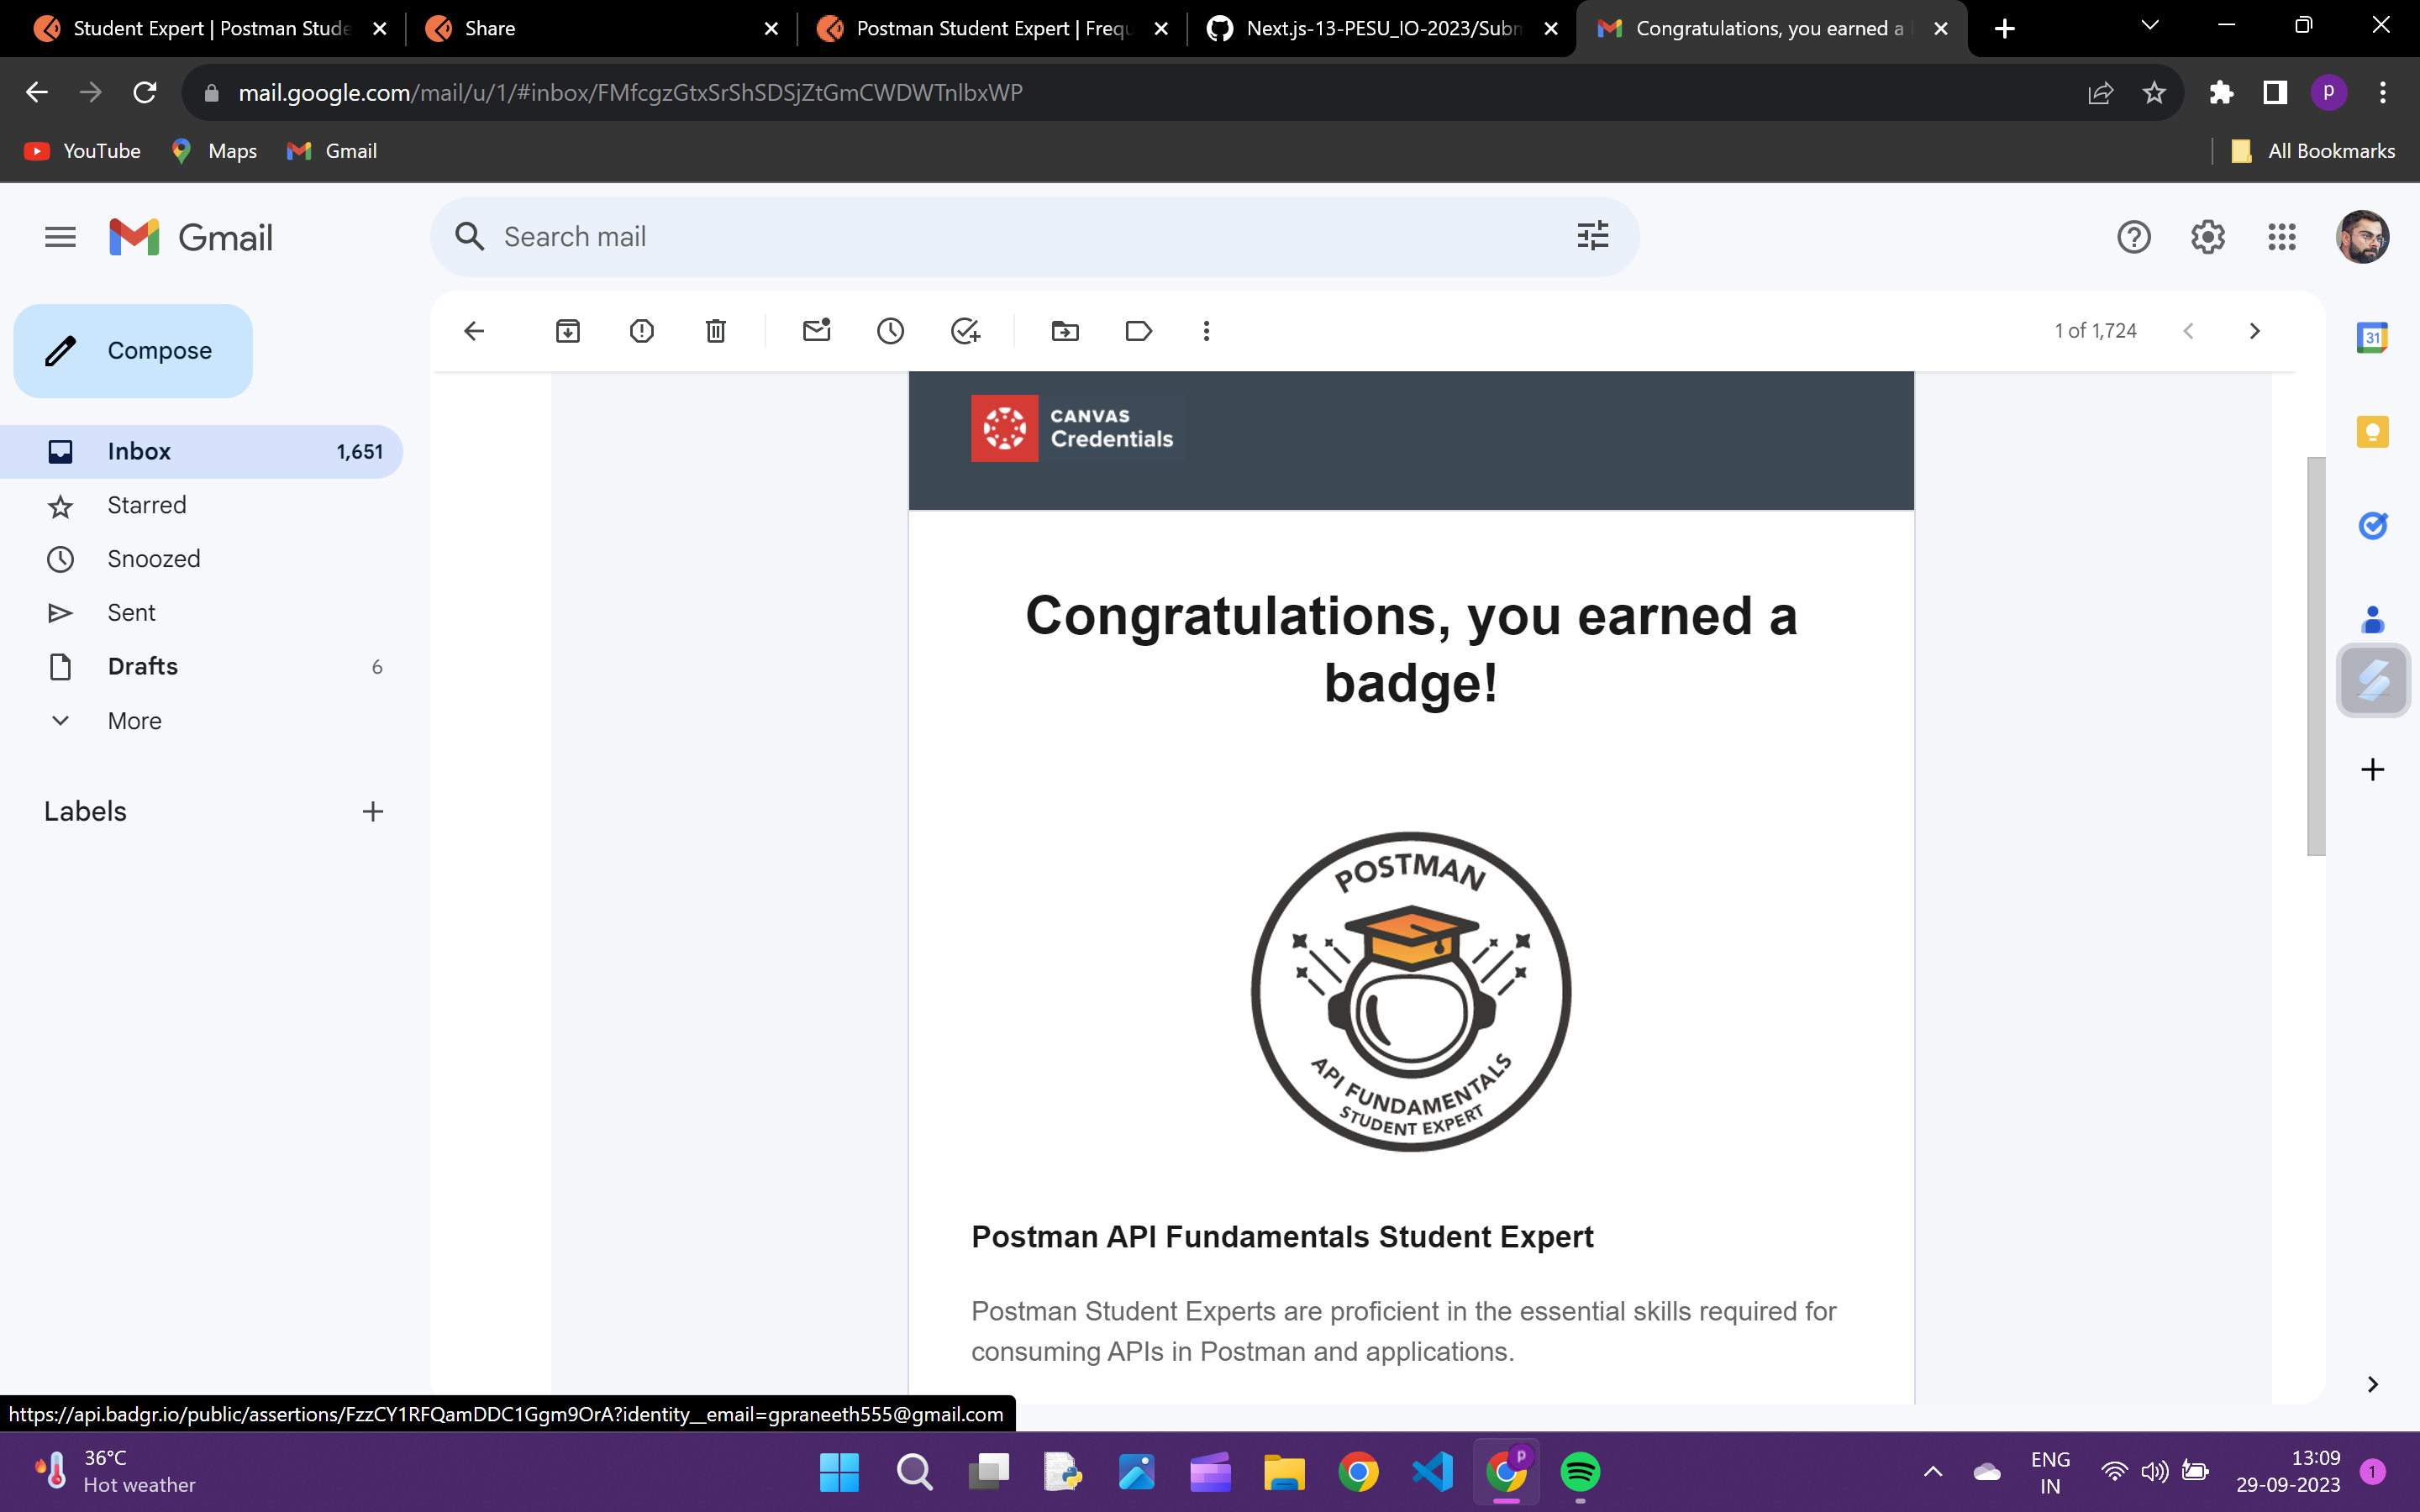 Student Expert | Postman Stude
Share
Postman Student Expert | Frequ
Next.js-13-PESU_IO-2023/Subm
Congratulations, you earned a
mail.google.com/mail/u/1/#inbox/FMfcgzGtxSrShSDSjZtGmCWDWTnlbxWP
p
YouTube
Maps
Gmail
All Bookmarks
Gmail
Search mail
Compose
1 of 1,724
31
Inbox 1,651
Starred
Snoozed
Sent
Drafts 6
More
Labels
CANVAS
Credentials
Congratulations, you earned a
badge!
POSTMAN
API FUNDAMENTALS
STUDENT EXPERT
Postman API Fundamentals Student Expert
Postman Student Experts are proficient in the essential skills required for
consuming APIs in Postman and applications.
https://api.badgr.io/public/assertions/FzzCY1RFQamDDC1Ggm9OrA?identity__email=gpraneeth555@gmail.com
36°C
Hot weather
p
ENG
IN
13:09
29-09-2023
1